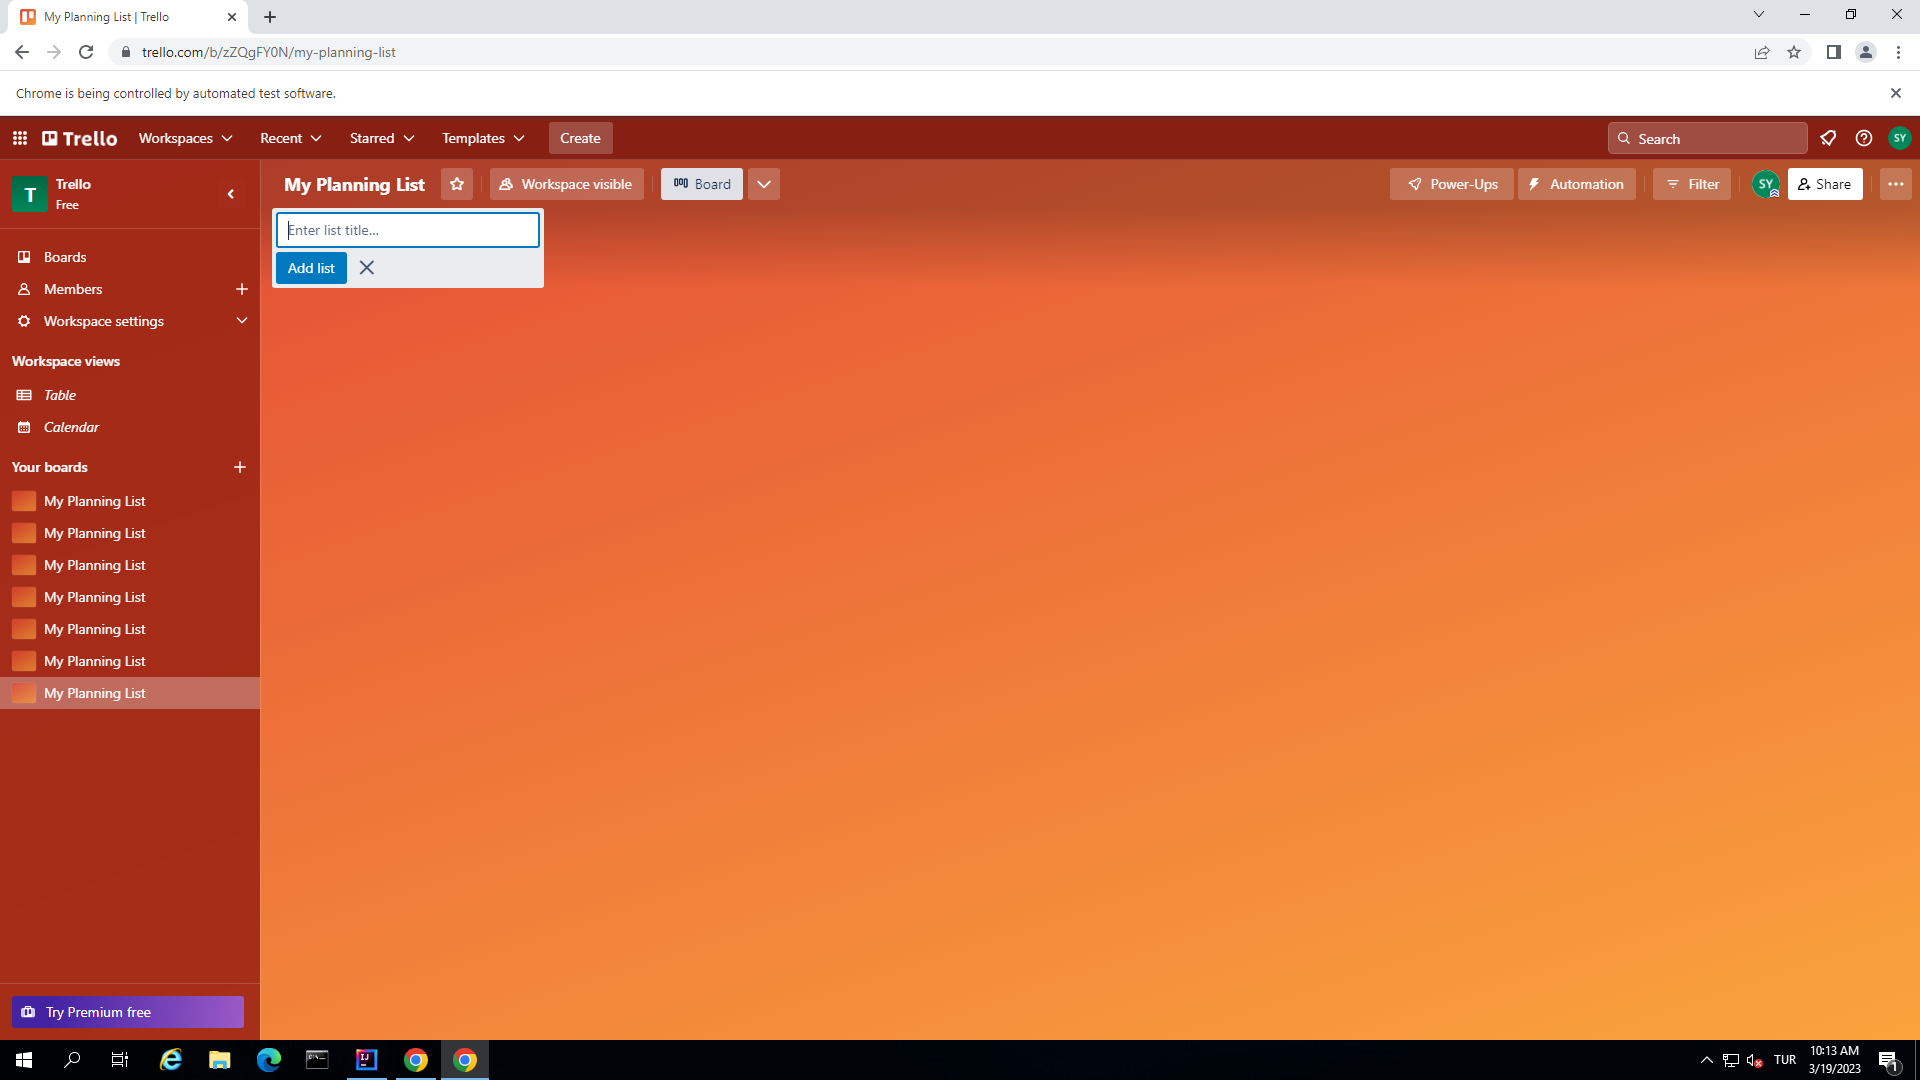 My Planning List | Trello
trello.com/b/zZQgFY0N/my-planning-list
Chrome is being controlled by automated test software.
Trello Workspaces Recent Starred Templates Create Search SY
T Trello
Free
My Planning List Workspace visible Board Power-Ups Automation Filter SY Share
Enter list title...
Add list
Boards
Members
Workspace settings
Workspace views
Table
Calendar
Your boards
My Planning List
My Planning List
My Planning List
My Planning List
My Planning List
My Planning List
My Planning List
Try Premium free
TUR
10:13 AM
3/19/2023
1